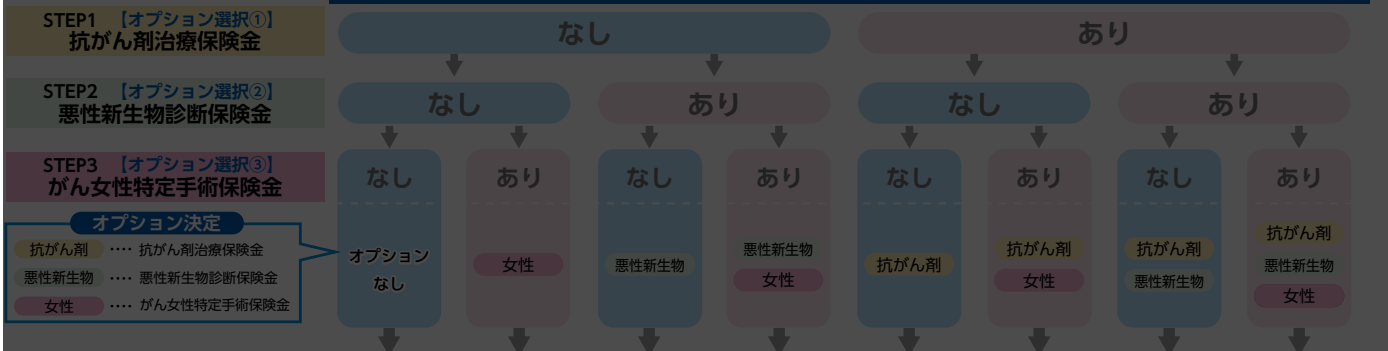 STEP1 【オプション選択①】
抗がん剤治療保険金
なし
あり
STEP2 【オプション選択②】
悪性新生物診断保険金
なし
あり
なし
あり
STEP3 【オプション選択③】
がん女性特定手術保険金
なし
あり
なし
あり
なし
あり
なし
あり
オプション決定
抗がん剤 ‥‥ 抗がん剤治療保険金
悪性新生物 ‥‥ 悪性新生物診断保険金
女性 ‥‥ がん女性特定手術保険金
オプション
なし
女性
悪性新生物
悪性新生物
女性
抗がん剤
抗がん剤
女性
抗がん剤
悪性新生物
抗がん剤
悪性新生物
女性